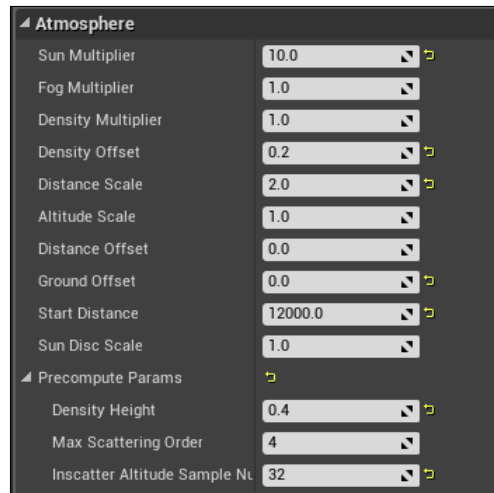 Atmosphere
Sun Multiplier 10.0
Fog Multiplier 1.0
Density Multiplier 1.0
Density Offset 0.2
Distance Scale 2.0
Altitude Scale 1.0
Distance Offset 0.0
Ground Offset 0.0
Start Distance 12000.0
Sun Disc Scale 1.0
Precompute Params
Density Height 0.4
Max Scattering Order 4
Inscatter Altitude Sample Nu 32